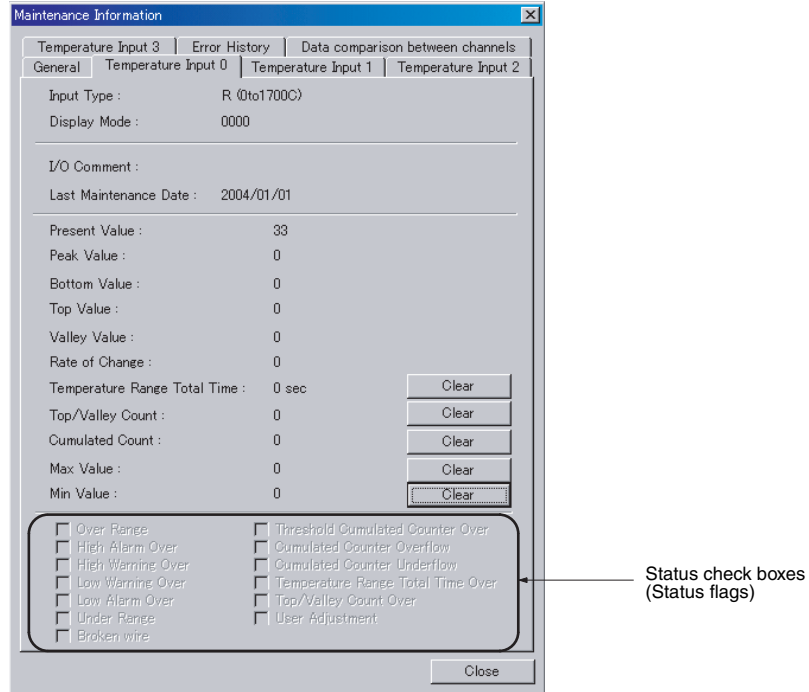 Maintenance Information
Temperature Input 3 Error History Data comparison between channels
General Temperature Input 0 Temperature Input 1 Temperature Input 2
Input Type : R (0to1700C)
Display Mode : 0000
I/O Comment :
Last Maintenance Date : 2004/01/01
Present Value : 33
Peak Value : 0
Bottom Value : 0
Top Value : 0
Valley Value : 0
Rate of Change : 0
Temperature Range Total Time : 0 sec Clear
Top/Valley Count : 0 Clear
Cumulated Count : 0 Clear
Max Value : 0 Clear
Min Value : 0 Clear
Over Range Threshold Cumulated Counter Over
High Alarm Over Cumulated Counter Overflow
High Warning Over Cumulated Counter Underflow
Low Warning Over Temperature Range Total Time Over
Low Alarm Over Top/Valley Count Over
Under Range User Adjustment
Broken wire
Status check boxes
(Status flags)
Close